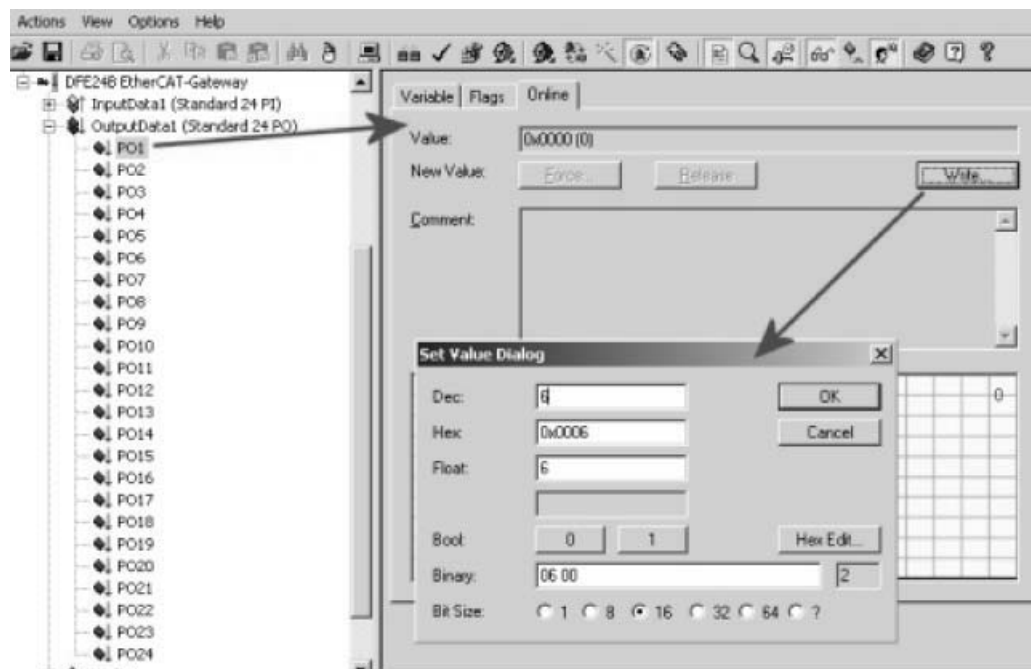 Actions View Options Help
DFE24B EtherCAT-Gateway
InputData1 (Standard 24 PI)
OutputData1 (Standard 24 PO)
PO1
PO2
PO3
PO4
PO5
PO6
PO7
PO8
PO9
PO10
PO11
PO12
PO13
PO14
PO15
PO16
PO17
PO18
PO19
PO20
PO21
PO22
PO23
PO24
Variable Flags Online
Value: 0x0000 (0)
New Value: Force... Release Write...
Comment:
0
Set Value Dialog
Dec: 6 OK
Hex: 0x0006 Cancel
Float: 6
Bool: 0 1 Hex Edit...
Binary: 06 00 2
Bit Size: 1 8 16 32 64 ?